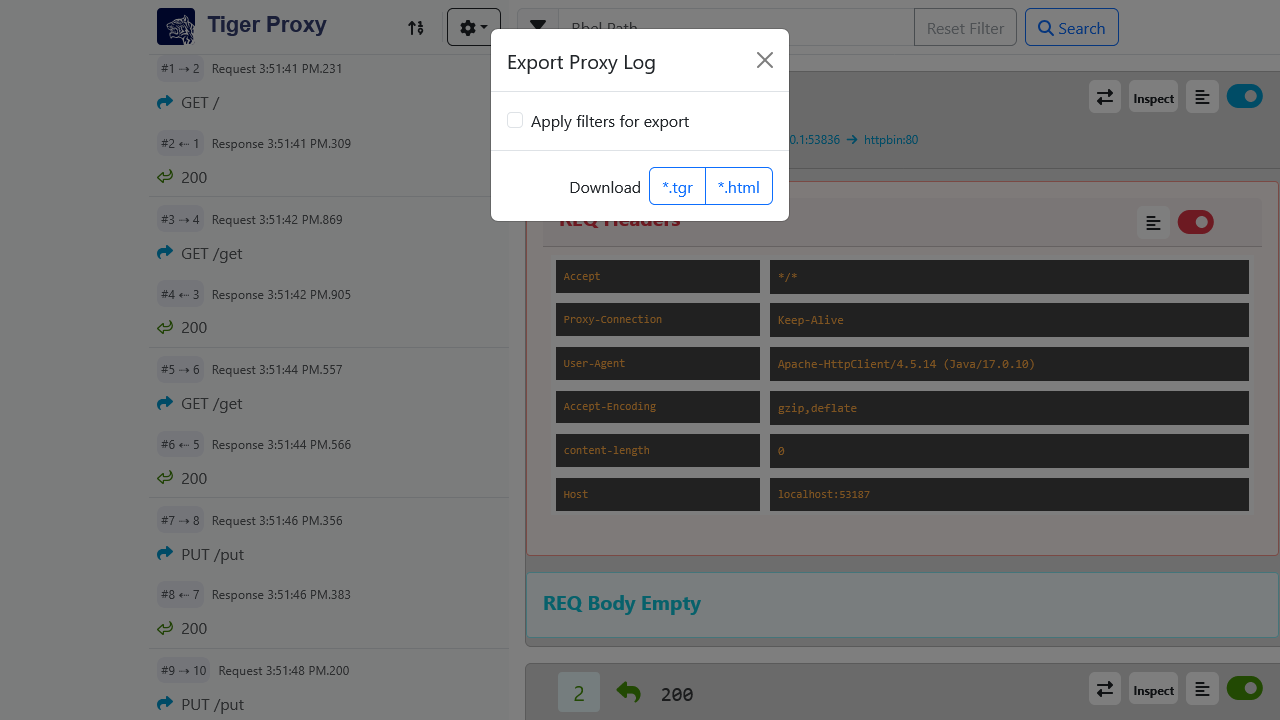 Tiger Proxy
Reset Filter
Search
Export Proxy Log
Apply filters for export
Download
*.tgr
*.html
#1 ⇢ 2
Request 3:51:41 PM.231
GET /
#2 ⇠ 1
Response 3:51:41 PM.309
200
#3 ⇢ 4
Request 3:51:42 PM.869
GET /get
#4 ⇠ 3
Response 3:51:42 PM.905
200
#5 ⇢ 6
Request 3:51:44 PM.557
GET /get
#6 ⇠ 5
Response 3:51:44 PM.566
200
#7 ⇢ 8
Request 3:51:46 PM.356
PUT /put
#8 ⇠ 7
Response 3:51:46 PM.383
200
#9 ⇢ 10
Request 3:51:48 PM.200
PUT /put
Inspect
0.1:53836 → httpbin:80
REQ Headers
Accept
*/*
Proxy-Connection
Keep-Alive
User-Agent
Apache-HttpClient/4.5.14 (Java/17.0.10)
Accept-Encoding
gzip,deflate
content-length
0
Host
localhost:53187
REQ Body Empty
2
200
Inspect